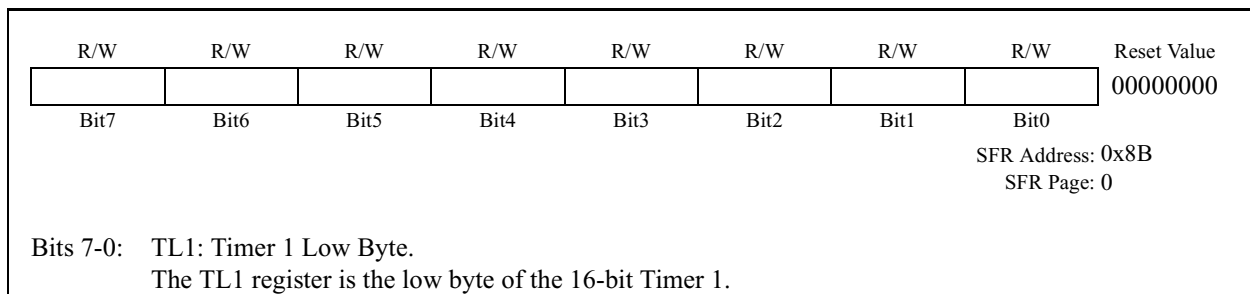 R/W R/W R/W R/W R/W R/W R/W R/W Reset Value
00000000
Bit7 Bit6 Bit5 Bit4 Bit3 Bit2 Bit1 Bit0
SFR Address: 0x8B
SFR Page: 0
Bits 7-0: TL1: Timer 1 Low Byte.
The TL1 register is the low byte of the 16-bit Timer 1.